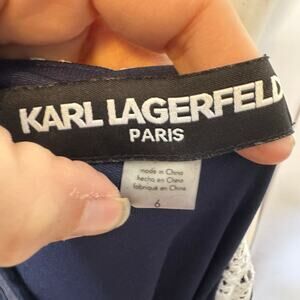 KARL LAGERFELD
PARIS
made in China
hecho en China
fabriqué en Chine
6